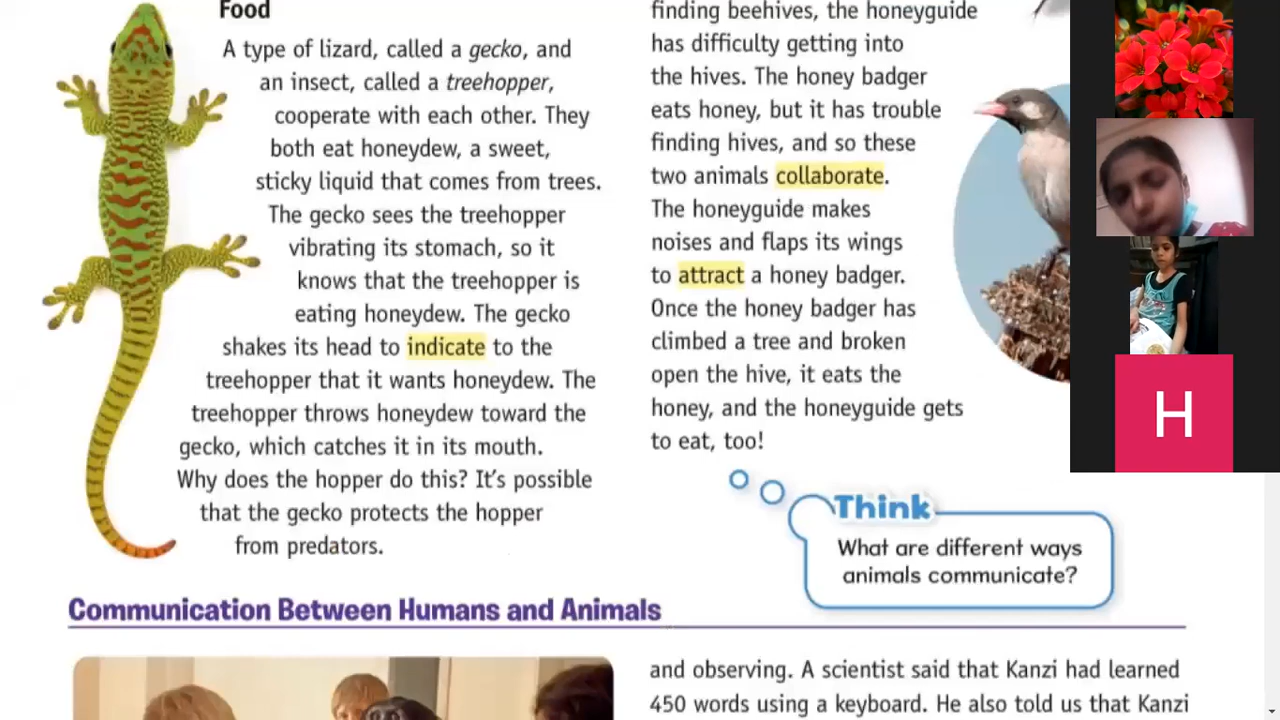 Food
A type of lizard, called a gecko, and
an insect, called a treehopper,
cooperate with each other. They
both eat honeydew, a sweet,
sticky liquid that comes from trees.
The gecko sees the treehopper
vibrating its stomach, so it
knows that the treehopper is
eating honeydew. The gecko
shakes its head to indicate to the
treehopper that it wants honeydew. The
treehopper throws honeydew toward the
gecko, which catches it in its mouth.
Why does the hopper do this? It's possible
that the gecko protects the hopper
from predators.
finding beehives, the honeyguide
has difficulty getting into
the hives. The honey badger
eats honey, but it has trouble
finding hives, and so these
two animals collaborate.
The honeyguide makes
noises and flaps its wings
to attract a honey badger.
Once the honey badger has
climbed a tree and broken
open the hive, it eats the
honey, and the honeyguide gets
to eat, too!
Think
What are different ways
animals communicate?
Communication Between Humans and Animals
and observing. A scientist said that Kanzi had learned
450 words using a keyboard. He also told us that Kanzi
H